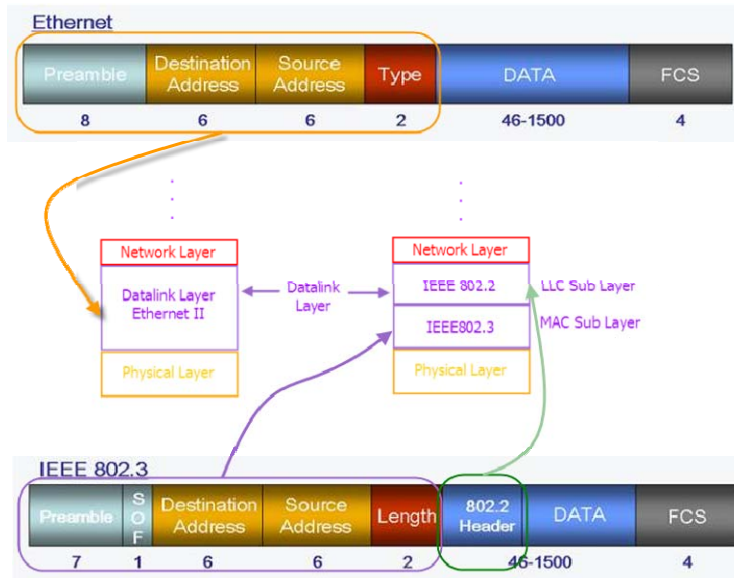 Ethernet
Preamble Destination Address Source Address Type DATA FCS
8 6 6 2 46-1500 4
Network Layer
Datalink Layer
Ethernet II
Physical Layer
Datalink
Layer
Network Layer
IEEE 802.2 LLC Sub Layer
IEEE802.3 MAC Sub Layer
Physical Layer
IEEE 802.3
Preamble SOF Destination Address Source Address Length 802.2 Header DATA FCS
7 1 6 6 2 46-1500 4